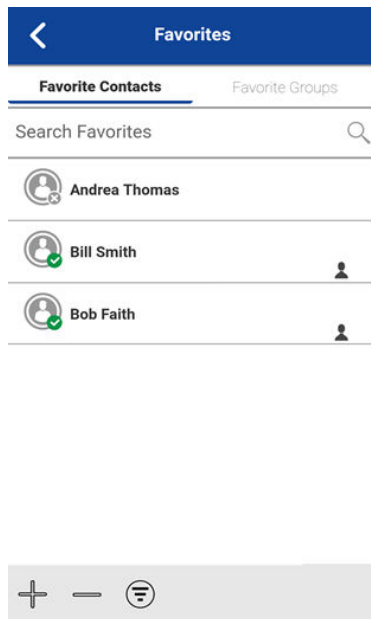 Favorites
Favorite Contacts Favorite Groups
Search Favorites
Andrea Thomas
Bill Smith
Bob Faith